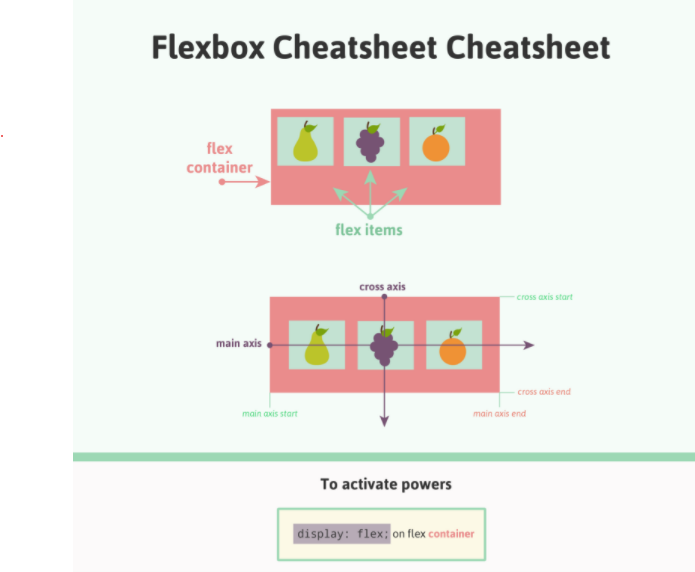 Flexbox Cheatsheet Cheatsheet
flex
container
flex items
cross axis
cross axis start
main axis
cross axis end
main axis start
main axis end
To activate powers
display: flex; on flex container